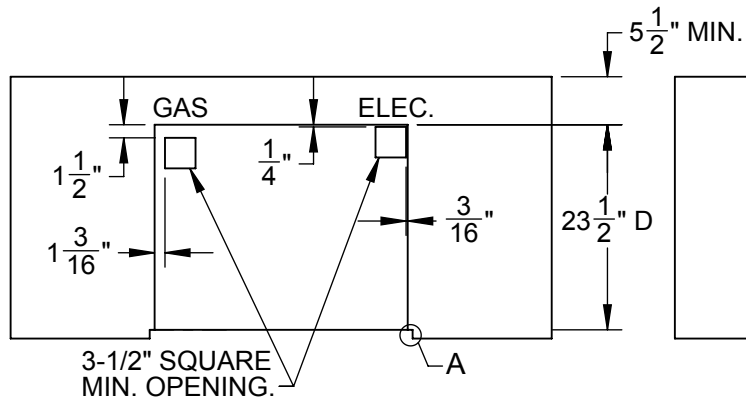 5 1/2" MIN.
GAS
ELEC.
1 1/2"
1/4"
1 3/16"
3/16"
23 1/2" D
3-1/2" SQUARE
MIN. OPENING.
A